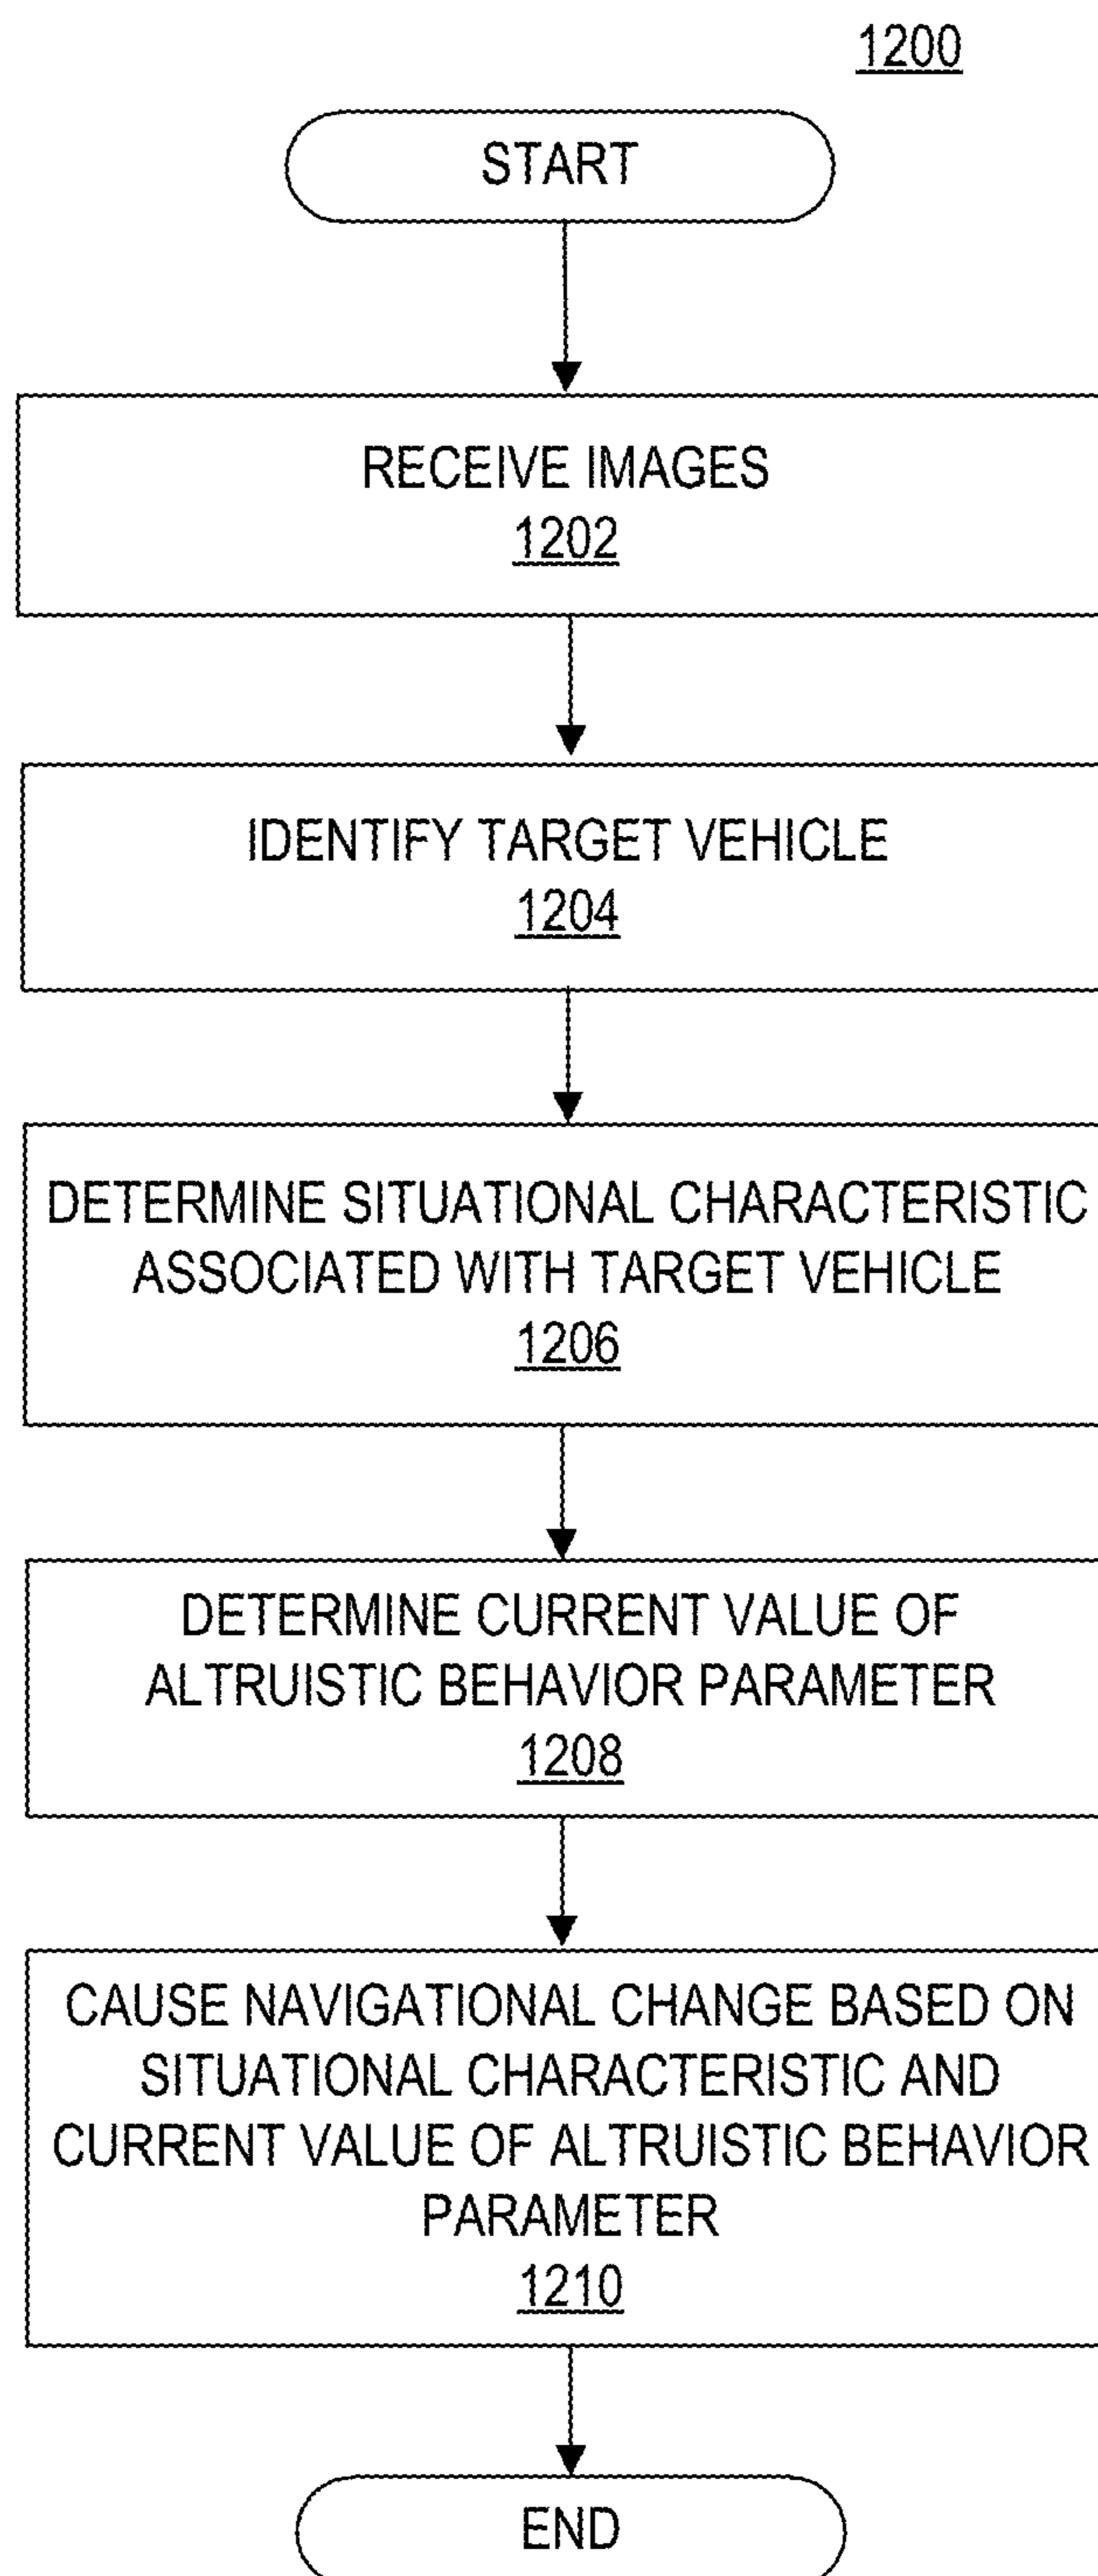 1200
START
RECEIVE IMAGES
1202
IDENTIFY TARGET VEHICLE
1204
DETERMINE SITUATIONAL CHARACTERISTIC
ASSOCIATED WITH TARGET VEHICLE
1206
DETERMINE CURRENT VALUE OF
ALTRUISTIC BEHAVIOR PARAMETER
1208
CAUSE NAVIGATIONAL CHANGE BASED ON
SITUATIONAL CHARACTERISTIC AND
CURRENT VALUE OF ALTRUISTIC BEHAVIOR
PARAMETER
1210
END